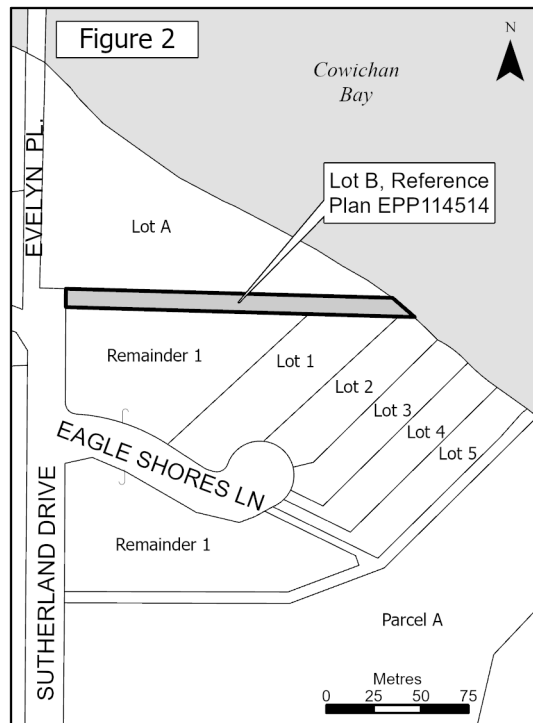 Figure 2
N
Cowichan
Bay
EVELYN PL.
Lot B, Reference
Plan EPP114514
Lot A
Remainder 1
Lot 1
Lot 2
Lot 3
Lot 4
Lot 5
EAGLE SHORES LN
SUTHERLAND DRIVE
Remainder 1
Parcel A
Metres
0 25 50 75